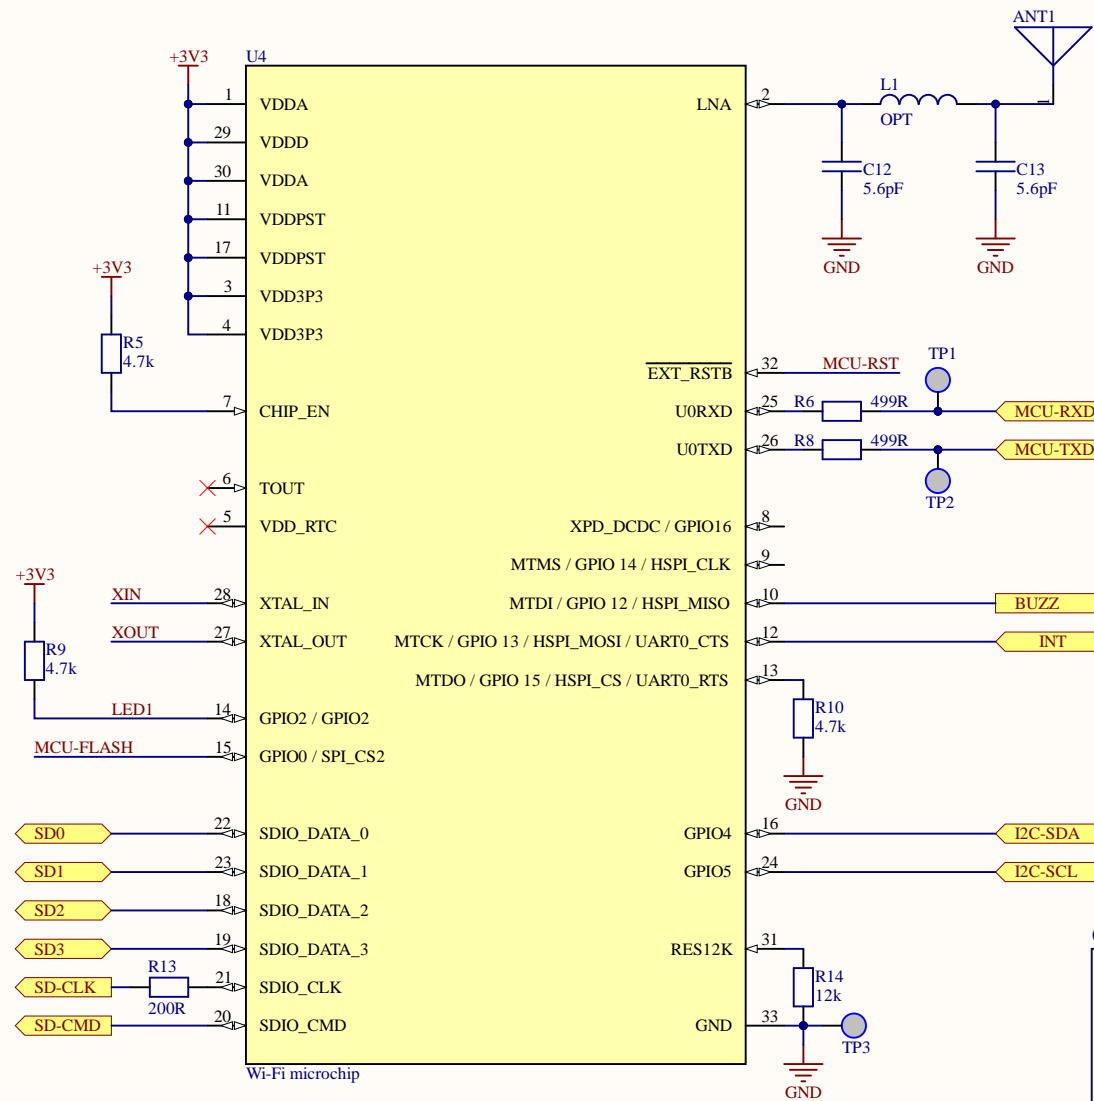 ANT1
+3V3
U4
1 VDDA
LNA 2
L1
OPT
1
29 VDDD
30 VDDA
C12
5.6pF
C13
5.6pF
11 VDDPST
17 VDDPST
GND
GND
+3V3
3 VDD3P3
4 VDD3P3
R5
4.7k
EXT_RSTB 32 MCU-RST
TP1
7 CHIP_EN
U0RXD 25 R6 499R MCU-RXD
U0TXD 26 R8 499R MCU-TXD
6 TOUT
TP2
5 VDD_RTC
XPD_DCDC / GPIO16 8
MTMS / GPIO 14 / HSPI_CLK 9
+3V3
XIN 28 XTAL_IN
MTDI / GPIO 12 / HSPI_MISO 10 BUZZ
XOUT 27 XTAL_OUT
MTCK / GPIO 13 / HSPI_MOSI / UART0_CTS 12 INT
R9
4.7k
MTDO / GPIO 15 / HSPI_CS / UART0_RTS 13
LED1 14 GPIO2 / GPIO2
R10
4.7k
MCU-FLASH 15 GPIO0 / SPI_CS2
GND
SD0 22 SDIO_DATA_0
GPIO4 16 I2C-SDA
SD1 23 SDIO_DATA_1
GPIO5 24 I2C-SCL
SD2 18 SDIO_DATA_2
SD3 19 SDIO_DATA_3
RES12K 31
R13
200R
SD-CLK 21 SDIO_CLK
R14
12k
SD-CMD 20 SDIO_CMD
GND 33
TP3
Wi-Fi microchip
GND